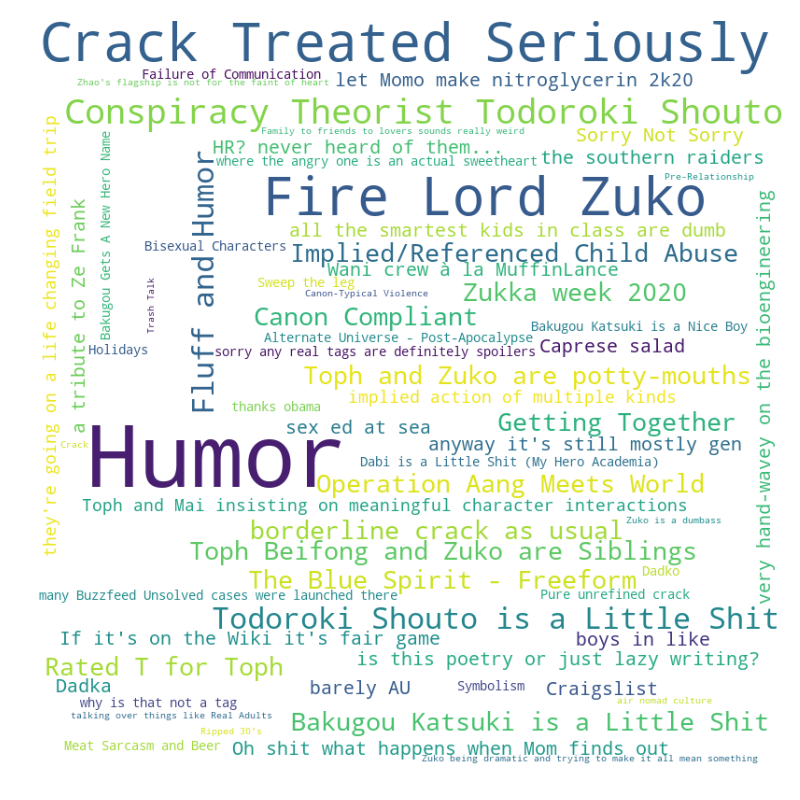 Crack Treated Seriously
Failure of Communication
Zhao's flagship is not for the faint of heart
let Momo make nitroglycerin 2k20
Conspiracy Theorist Todoroki Shouto
Family to friends to lovers sounds really weird
Sorry Not Sorry
HR? never heard of them...
where the angry one is an actual sweetheart
the southern raiders
Pre-Relationship
Fire Lord Zuko
they're going on a life changing field trip
a tribute to Ze Frank
Bakugou Gets A New Hero Name
Trash Talk
Fluff and Humor
very hand-wavey on the bioengineering
all the smartest kids in class are dumb
Bisexual Characters
Implied/Referenced Child Abuse
Wani crew à la MuffinLance
Sweep the leg
Canon-Typical Violence
Zukka week 2020
Canon Compliant
Bakugou Katsuki is a Nice Boy
Alternate Universe - Post-Apocalypse
Holidays
sorry any real tags are definitely spoilers
Caprese salad
Toph and Zuko are potty-mouths
implied action of multiple kinds
thanks obama
sex ed at sea
Getting Together
Crack
Humor
anyway it's still mostly gen
Dabi is a Little Shit (My Hero Academia)
Operation Aang Meets World
Toph and Mai insisting on meaningful character interactions
borderline crack as usual
Zuko is a dumbass
Toph Beifong and Zuko are Siblings
The Blue Spirit - Freeform
Dadko
many Buzzfeed Unsolved cases were launched there
Pure unrefined crack
Todoroki Shouto is a Little Shit
If it's on the Wiki it's fair game
boys in like
Rated T for Toph
is this poetry or just lazy writing?
Dadka
barely AU
Symbolism
Craigslist
why is that not a tag
air nomad culture
talking over things like Real Adults
Bakugou Katsuki is a Little Shit
Ripped 30's
Meat Sarcasm and Beer
Oh shit what happens when Mom finds out
Zuko being dramatic and trying to make it all mean something